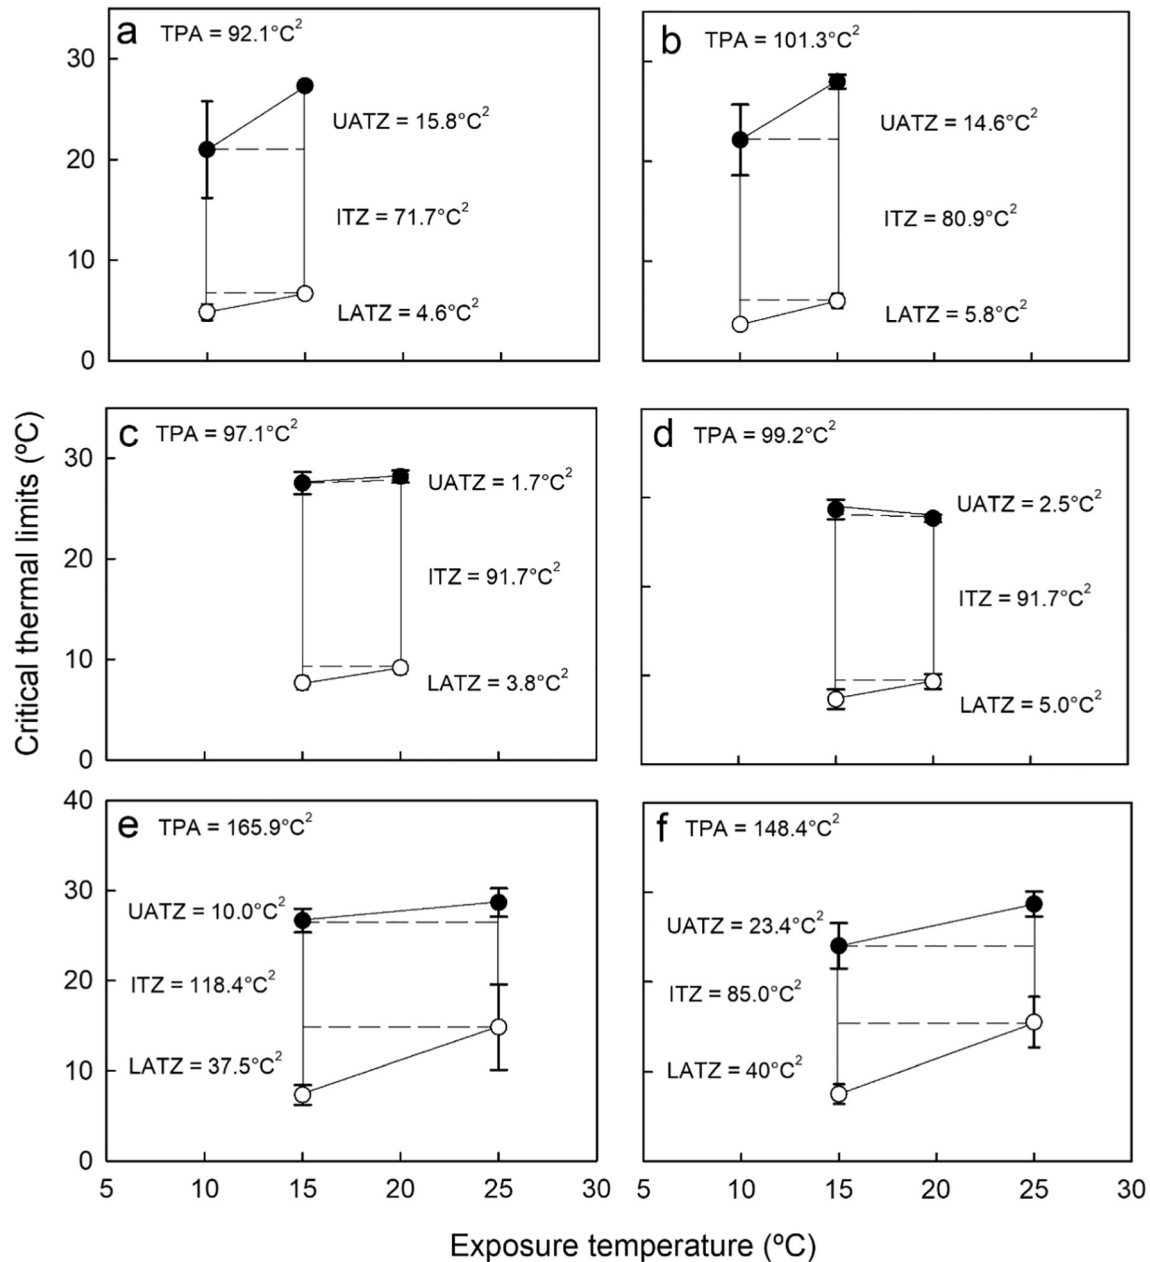 a TPA = 92.1°C²
30
UATZ = 15.8°C²
20
ITZ = 71.7°C²
10
LATZ = 4.6°C²
0
b TPA = 101.3°C²
UATZ = 14.6°C²
ITZ = 80.9°C²
LATZ = 5.8°C²
Critical thermal limits (ºC)
c TPA = 97.1°C²
30
UATZ = 1.7°C²
20
ITZ = 91.7°C²
10
LATZ = 3.8°C²
0
d TPA = 99.2°C²
UATZ = 2.5°C²
ITZ = 91.7°C²
LATZ = 5.0°C²
40
e TPA = 165.9°C²
30
UATZ = 10.0°C²
20
ITZ = 118.4°C²
10
LATZ = 37.5°C²
0
5 10 15 20 25 30
f TPA = 148.4°C²
UATZ = 23.4°C²
ITZ = 85.0°C²
LATZ = 40°C²
5 10 15 20 25 30
Exposure temperature (ºC)